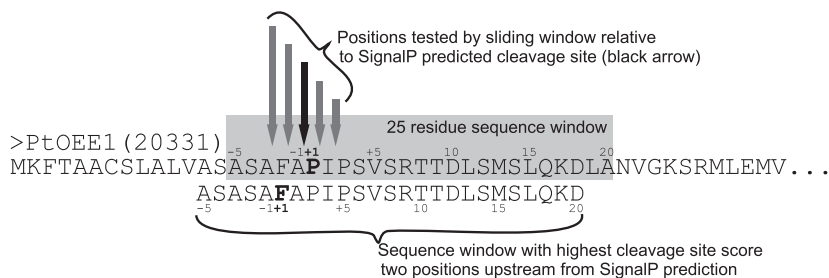 Positions tested by sliding window relative
to SignalP predicted cleavage site (black arrow)
25 residue sequence window
>PtOEE1(20331)
-5 -1+1 +5 10 15 20
MKFTAACSLALVASASAFAPIPSVSRTTDLSMSLQKDLANVGKSRMLEMV...
ASASAFAPIPSVSRTTDLSMSLQKD
-5 -1+1 +5 10 15 20
Sequence window with highest cleavage site score
two positions upstream from SignalP prediction